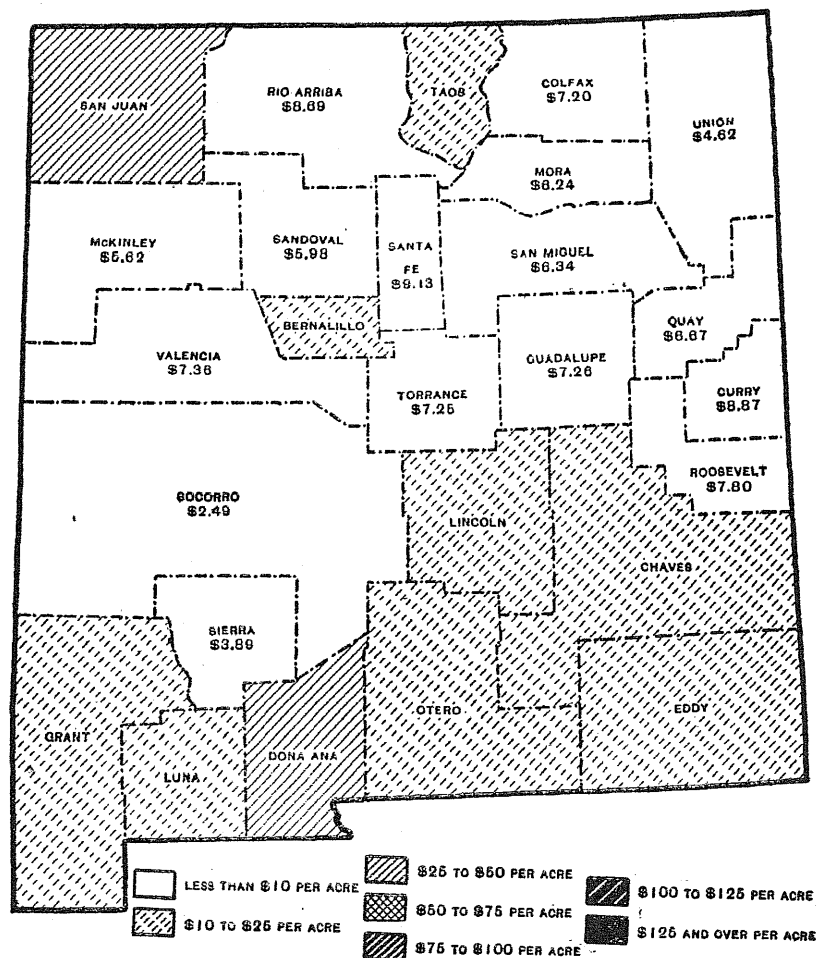 SAN JUAN
RIO ARRIBA
$8.69
TAOS
COLFAX
$7.20
UNION
$4.62
MORA
$6.24
McKINLEY
$5.62
SANDOVAL
$5.98
SANTA
FE
$9.13
SAN MIGUEL
$6.34
BERNALILLO
QUAY
$6.67
VALENCIA
$7.36
GUADALUPE
$7.26
TORRANCE
$7.25
CURRY
$8.87
ROOSEVELT
$7.80
SOCORRO
$2.49
LINCOLN
CHAVES
SIERRA
$3.89
GRANT
LUNA
DONA ANA
OTERO
EDDY
LESS THAN $10 PER ACRE
$10 TO $25 PER ACRE
$25 TO $50 PER ACRE
$50 TO $75 PER ACRE
$75 TO $100 PER ACRE
$100 TO $125 PER ACRE
$125 AND OVER PER ACRE